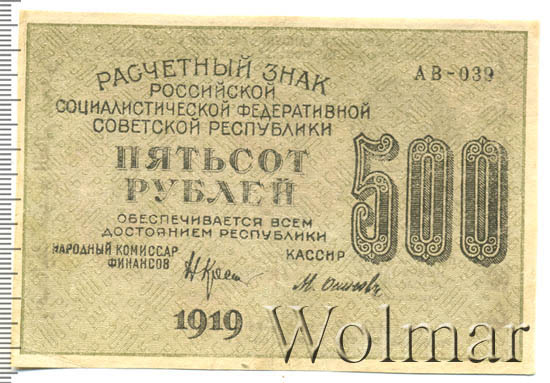 РАСЧЕТНЫЙ ЗНАК
АВ-039
РОССИЙСКОЙ
СОЦИАЛИСТИЧЕСКОЙ ФЕДЕРАТИВНОЙ
СОВЕТСКОЙ РЕСПУБЛИКИ
ПЯТЬСОТ
РУБЛЕЙ
500
ОБЕСПЕЧИВАЕТСЯ ВСЕМ
ДОСТОЯНИЕМ РЕСПУБЛИКИ
НАРОДНЫЙ КОМИССАР
ФИНАНСОВ
КАССИР
1919
Wolmar